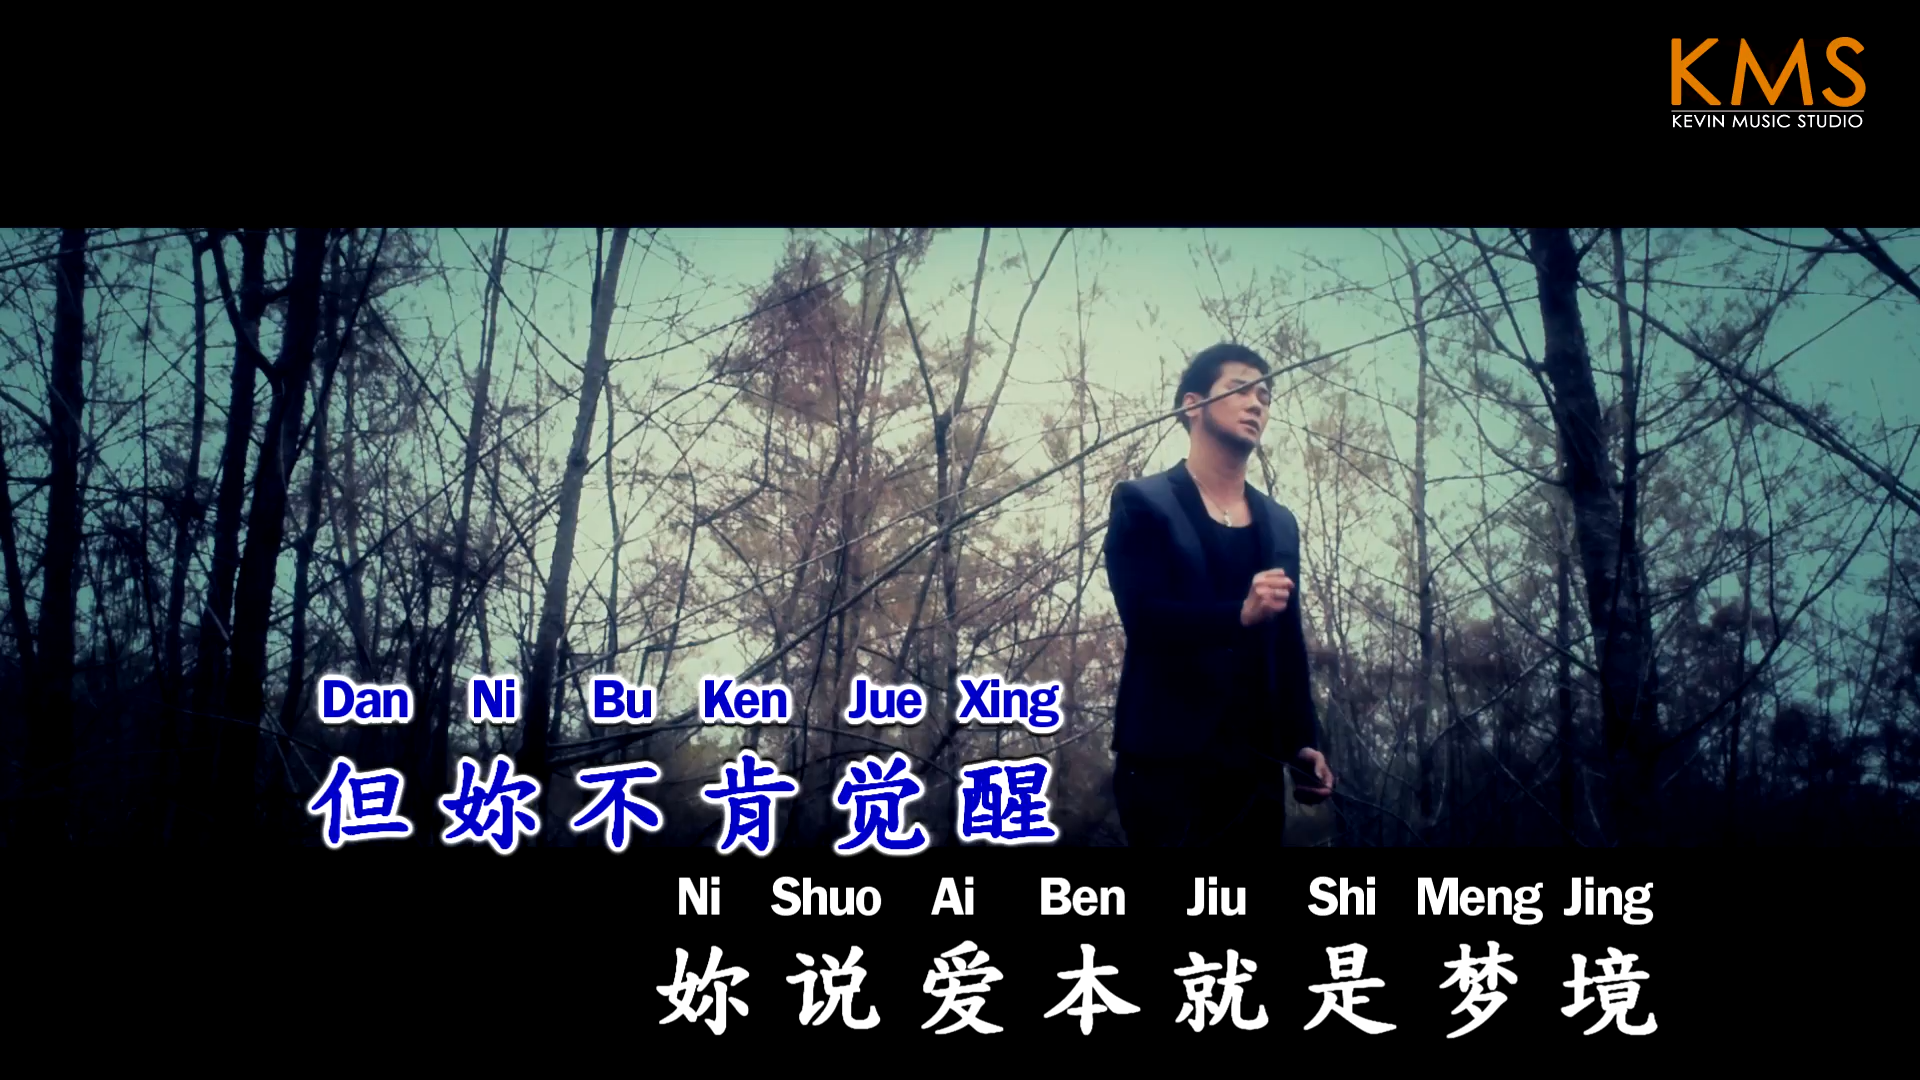 KMS
KEVIN MUSIC STUDIO
Dan Ni Bu Ken Jue Xing
但妳不肯觉醒
Ni Shuo Ai Ben Jiu Shi Meng Jing
妳说爱本就是梦境